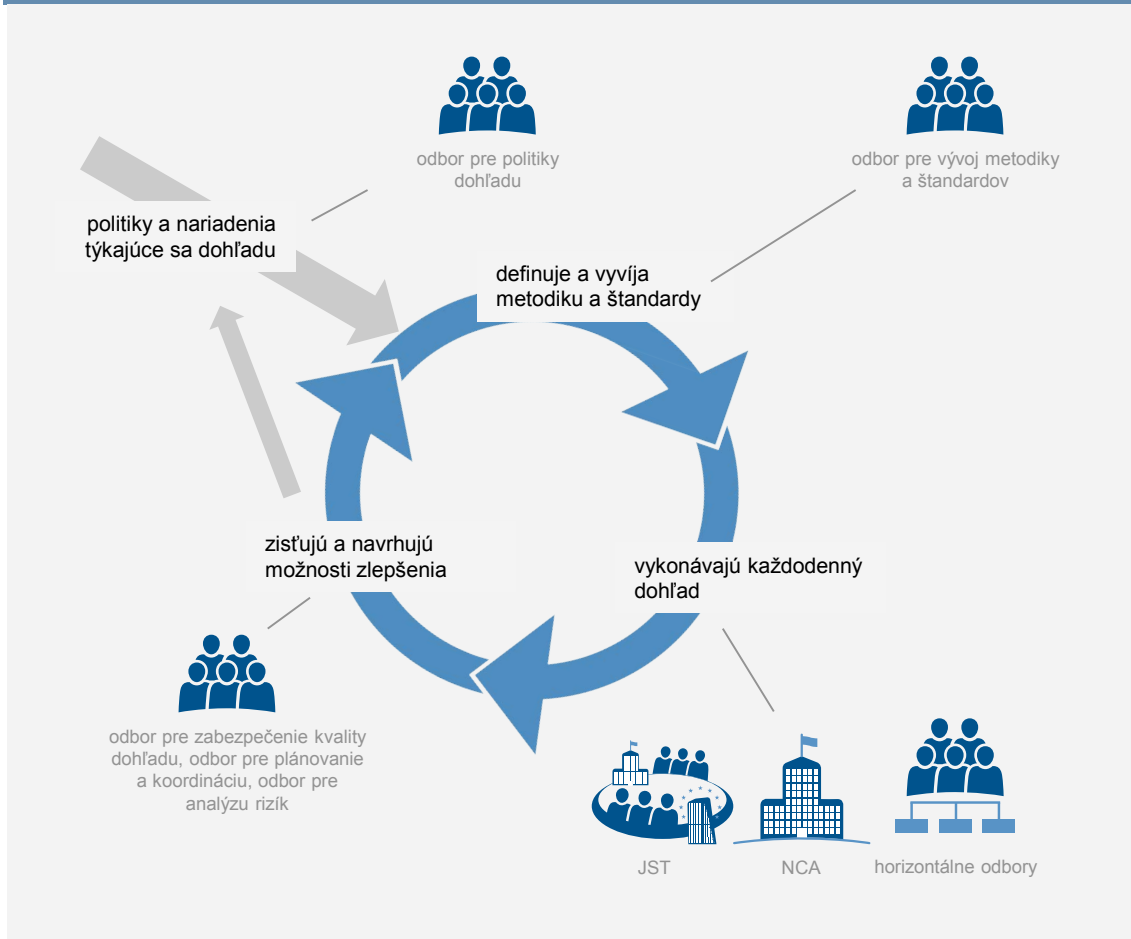 odbor pre politiky
dohľadu
odbor pre vývoj metodiky
a štandardov
politiky a nariadenia
týkajúce sa dohľadu
definuje a vyvíja
metodiku a štandardy
zisťujú a navrhujú
možnosti zlepšenia
vykonávajú každodenný
dohľad
odbor pre zabezpečenie kvality
dohľadu, odbor pre plánovanie
a koordináciu, odbor pre
analýzu rizík
JST
NCA
horizontálne odbory